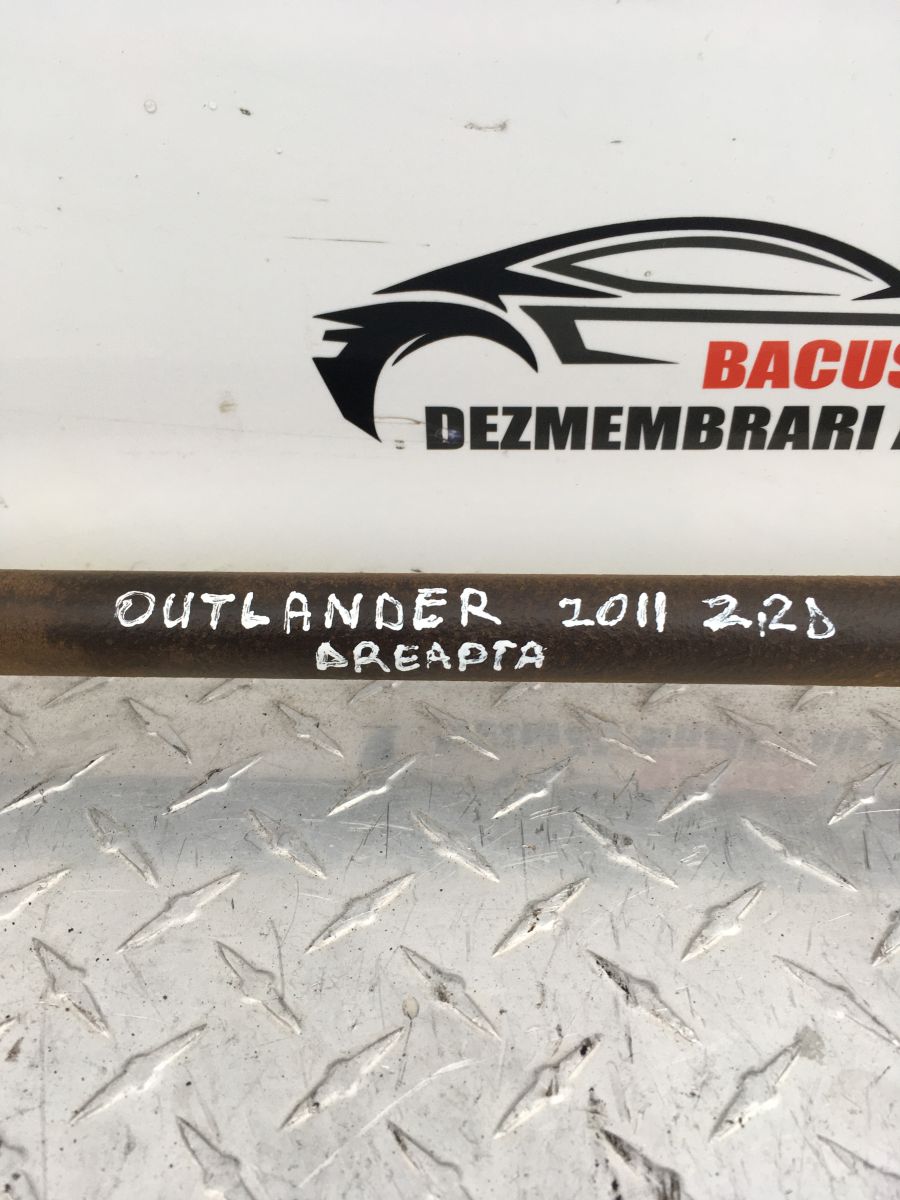 BACUS
DEZMEMBRARI A
OUTLANDER 2011 2,2D
DREAPTA